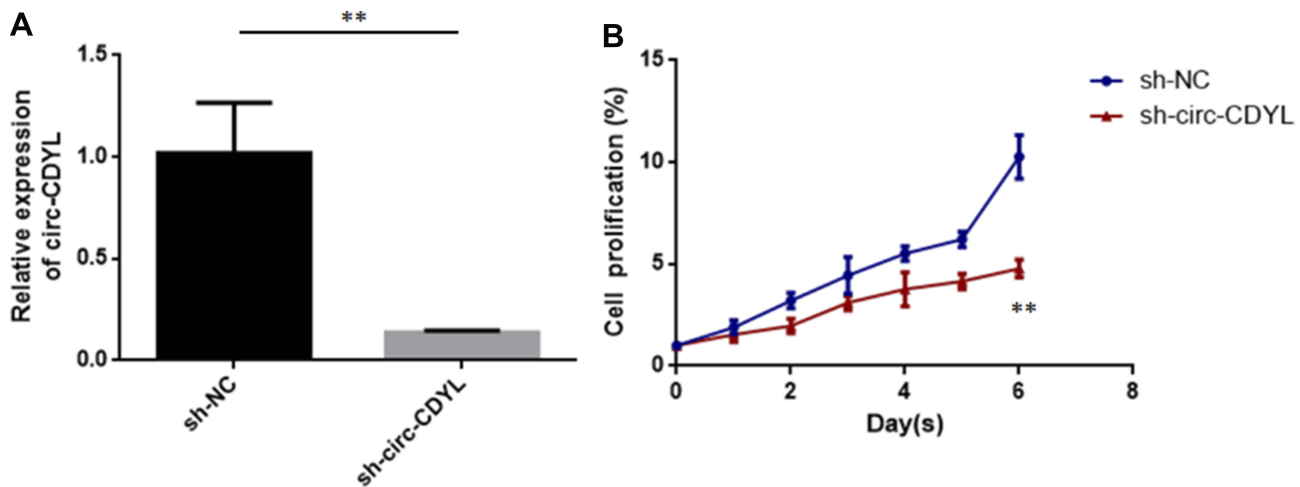 A
**
Relative expression
of circ-CDYL
1.5
1.0
0.5
0.0
sh-NC
sh-circ-CDYL
B
Cell prolification (%)
15
10
5
0
0 2 4 6 8
Day(s)
**
sh-NC
sh-circ-CDYL